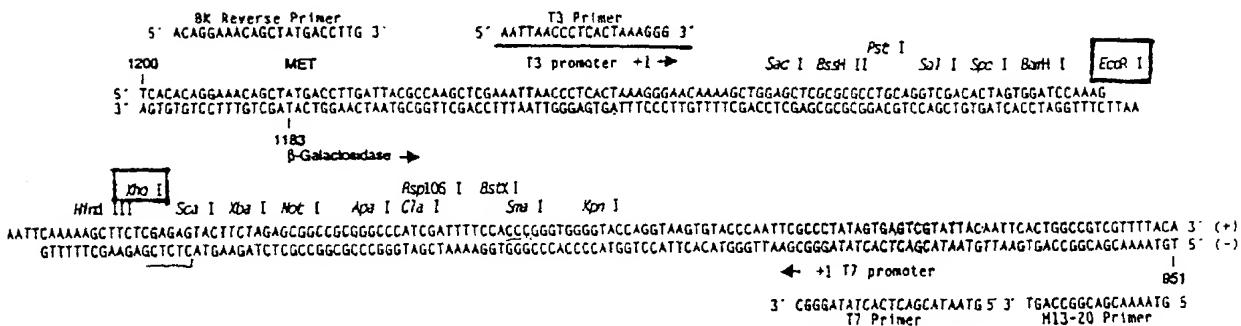 BK Reverse Primer T3 Primer
5´ ACAGGAAACAGCTATGACCTTG 3´ 5´ AATTAACCCTCACTAAAGGG 3´
Pst I
1200 MET T3 promoter +1 → Sac I BssH II Sal I Spc I BamH I EcoR I
5´ TCACACAGGAAACAGCTATGACCTTGATTACGCCAAGCTCGAAATTAACCCTCACTAAAGGGAACAAAAGCTGGAGCTCGCGCGCCTGCAGGTCGACACTAGTGGATCCAAAG
3´ AGTGTGTCCTTTGTCGATACTGGAACTAATGCGGTTCGACCTTTAATTGGGAGTGATTTCCCTTGTTTTCGACCTCGAGCGCGCGGACGTCCAGCTGTGATCACCTAGGTTTCTTAA
1183
β-Galactosidase →
Xho I Bsp106 I BstX I
Hind III Sca I Xba I Not I Apa I Cla I Sma I Kpn I
AATTCAAAAAGCTTCTCGAGAGTACTTCTAGAGCGGCCGCGGGCCCATCGATTTTCCACCCGGGTGGGGTACCAGGTAAGTGTACCCAATTCGCCCTATAGTGAGTCGTATTACAATTCACTGGCCGTCGTTTTACA 3´ (+)
GTTTTTCGAAGAGCTCTCATGAAGATCTCGCCGGCGCCCGGGTAGCTAAAAGGTGGGCCCACCCCATGGTCCATTCACATGGGTTAAGCGGGATATCACTCAGCATAATGTTAAGTGACCGGCAGCAAAATGT 5´ (-)
← +1 T7 promoter 851
3´ CGGGATATCACTCAGCATAATG 5´ 3´ TGACCGGCAGCAAAATG 5
T7 Primer M13-20 Primer